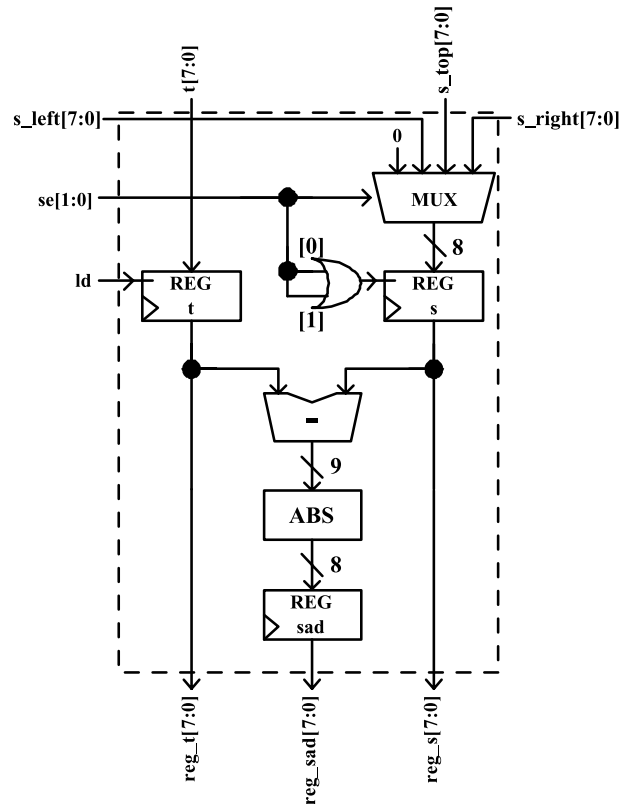 t[7:0]
s_top[7:0]
s_left[7:0]
s_right[7:0]
0
se[1:0]
MUX
8
[0]
ld
REG
t
[1]
REG
s
-
9
ABS
8
REG
sad
reg_t[7:0]
reg_sad[7:0]
reg_s[7:0]